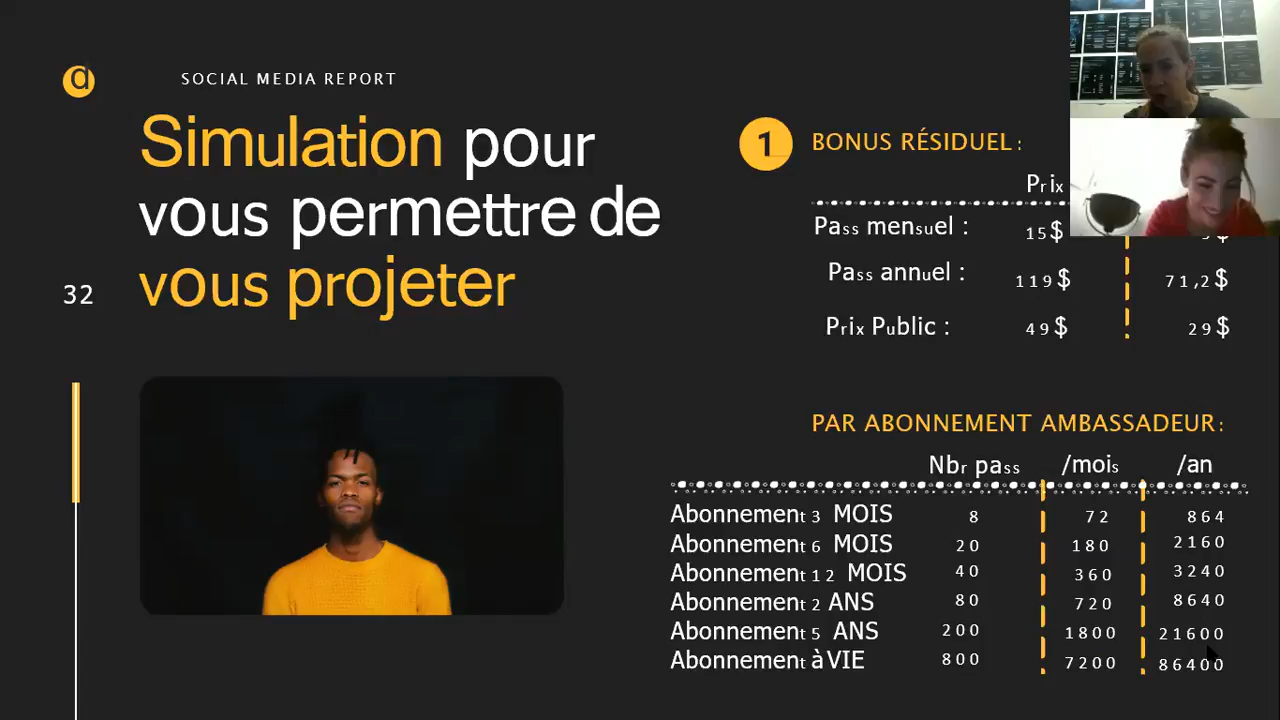 a
SOCIAL MEDIA REPORT
Simulation pour
vous permettre de
vous projeter
32
1
BONUS RÉSIDUEL :
Prix
Pass mensuel : 15$
Pass annuel : 119$ 71,2$
Prix Public : 49$ 29$
PAR ABONNEMENT AMBASSADEUR:
Nbr pass /mois /an
Abonnement 3 MOIS 8 72 864
Abonnement 6 MOIS 20 180 2160
Abonnement 12 MOIS 40 360 3240
Abonnement 2 ANS 80 720 8640
Abonnement 5 ANS 200 1800 21600
Abonnement à VIE 800 7200 86400